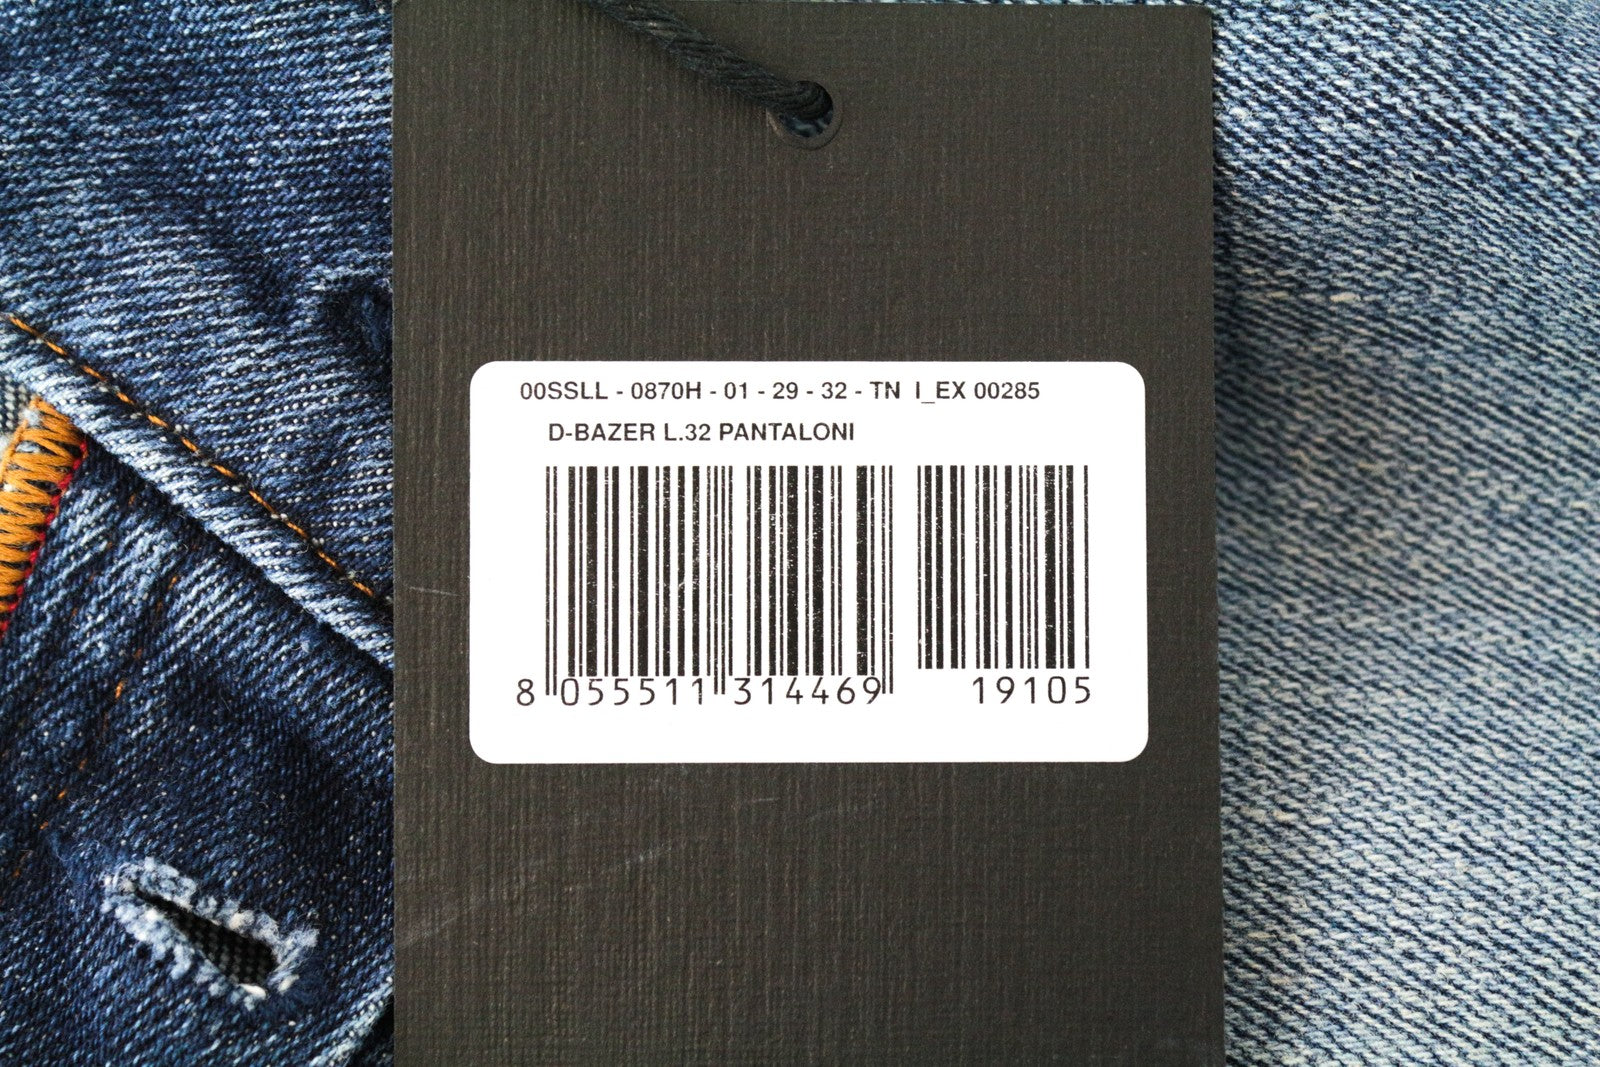 00SSLL - 0870H - 01 - 29 - 32 - TN I_EX 00285
D-BAZER L.32 PANTALONI
8 055511 314469 19105